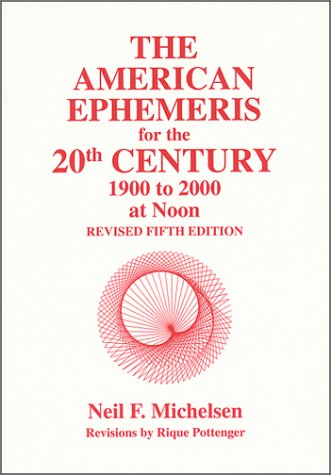 THE
AMERICAN
EPHEMERIS
for the
20th CENTURY
1900 to 2000
at Noon
REVISED FIFTH EDITION
Neil F. Michelsen
Revisions by Rique Pottenger